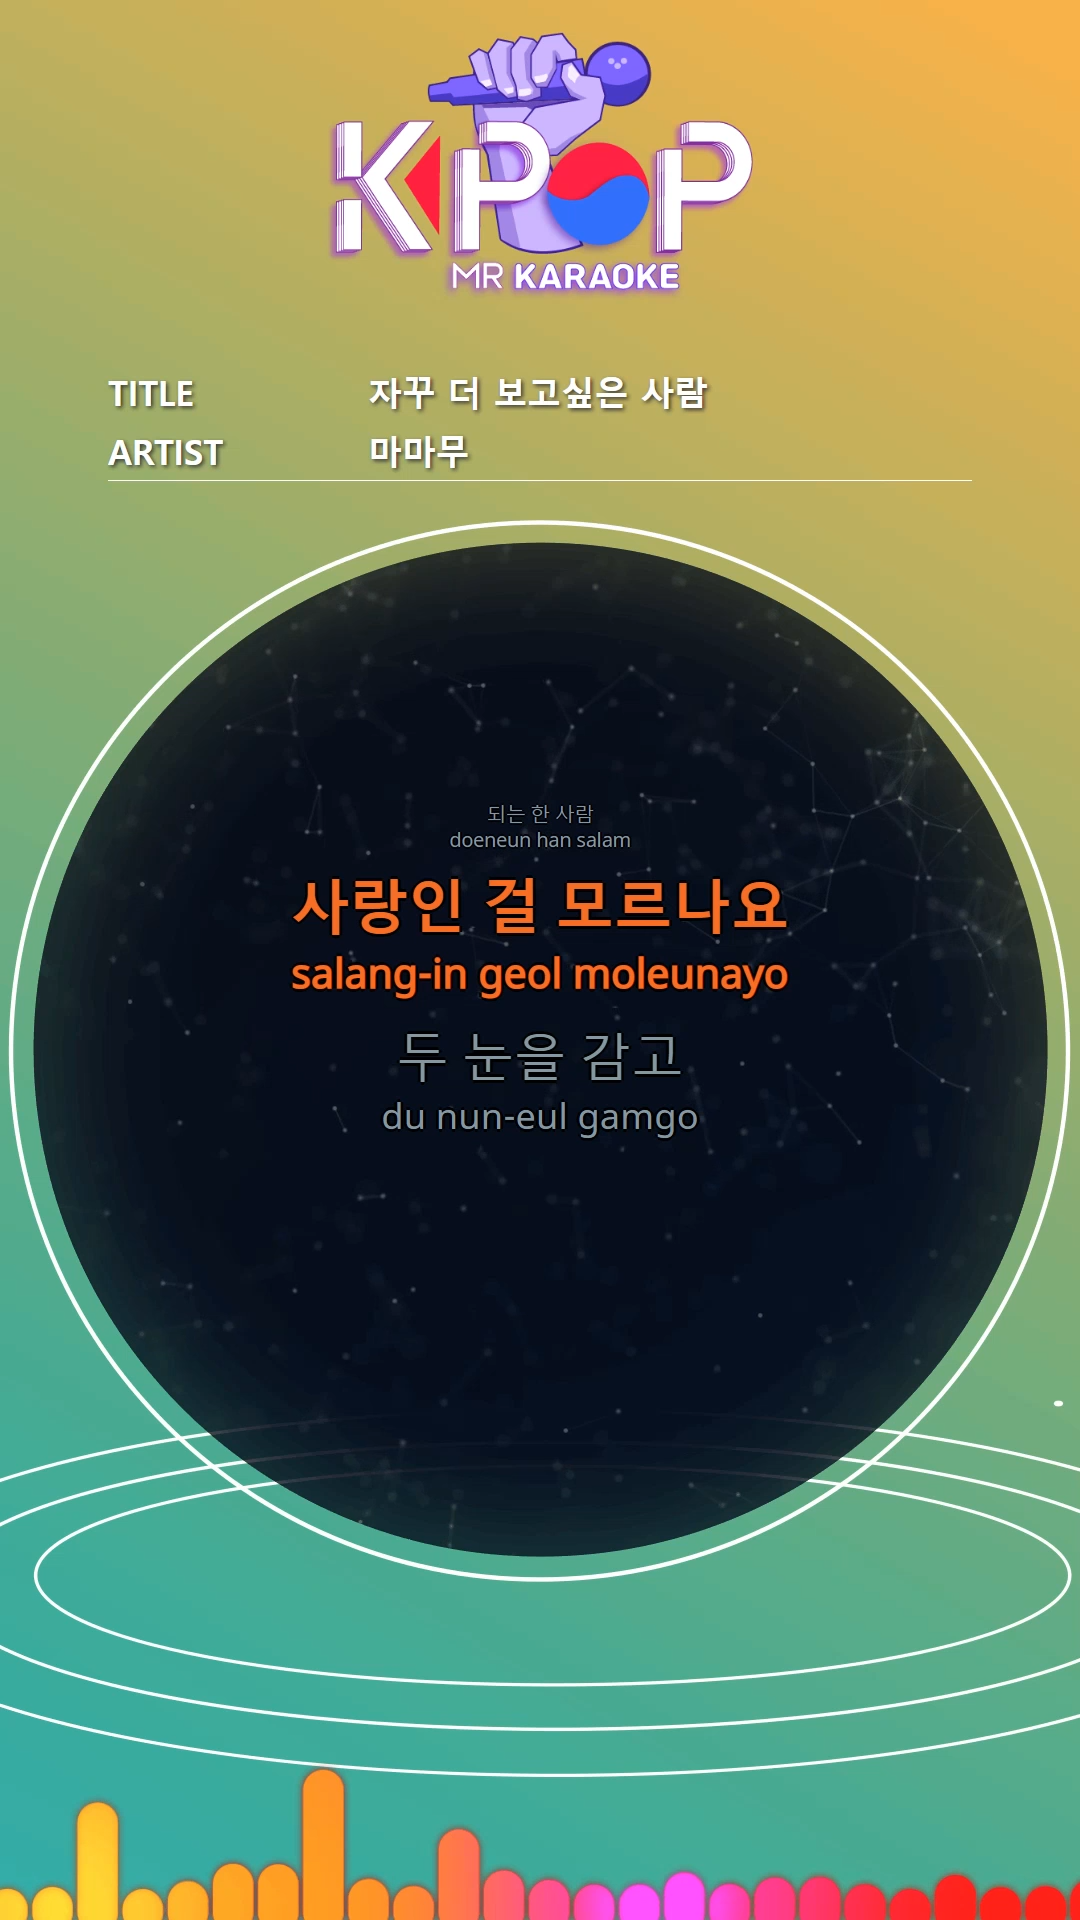 KPOP
MR KARAOKE
TITLE 자꾸 더 보고싶은 사람
ARTIST 마마무
되는 한 사람
doeneun han salam
사랑인 걸 모르나요
salang-in geol moleunayo
두 눈을 감고
du nun-eul gamgo